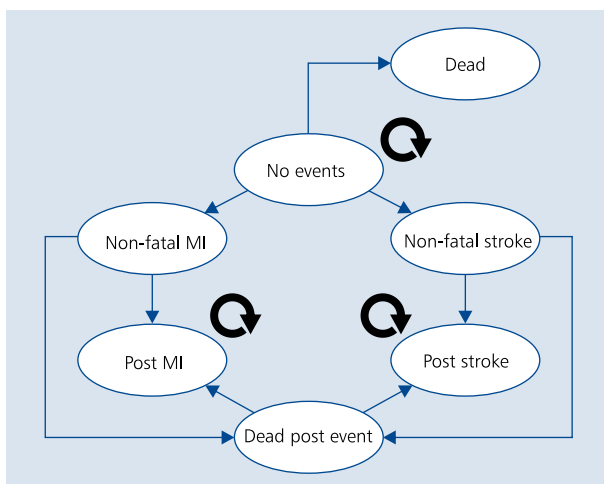 Dead
No events
Non-fatal MI
Non-fatal stroke
Post MI
Post stroke
Dead post event